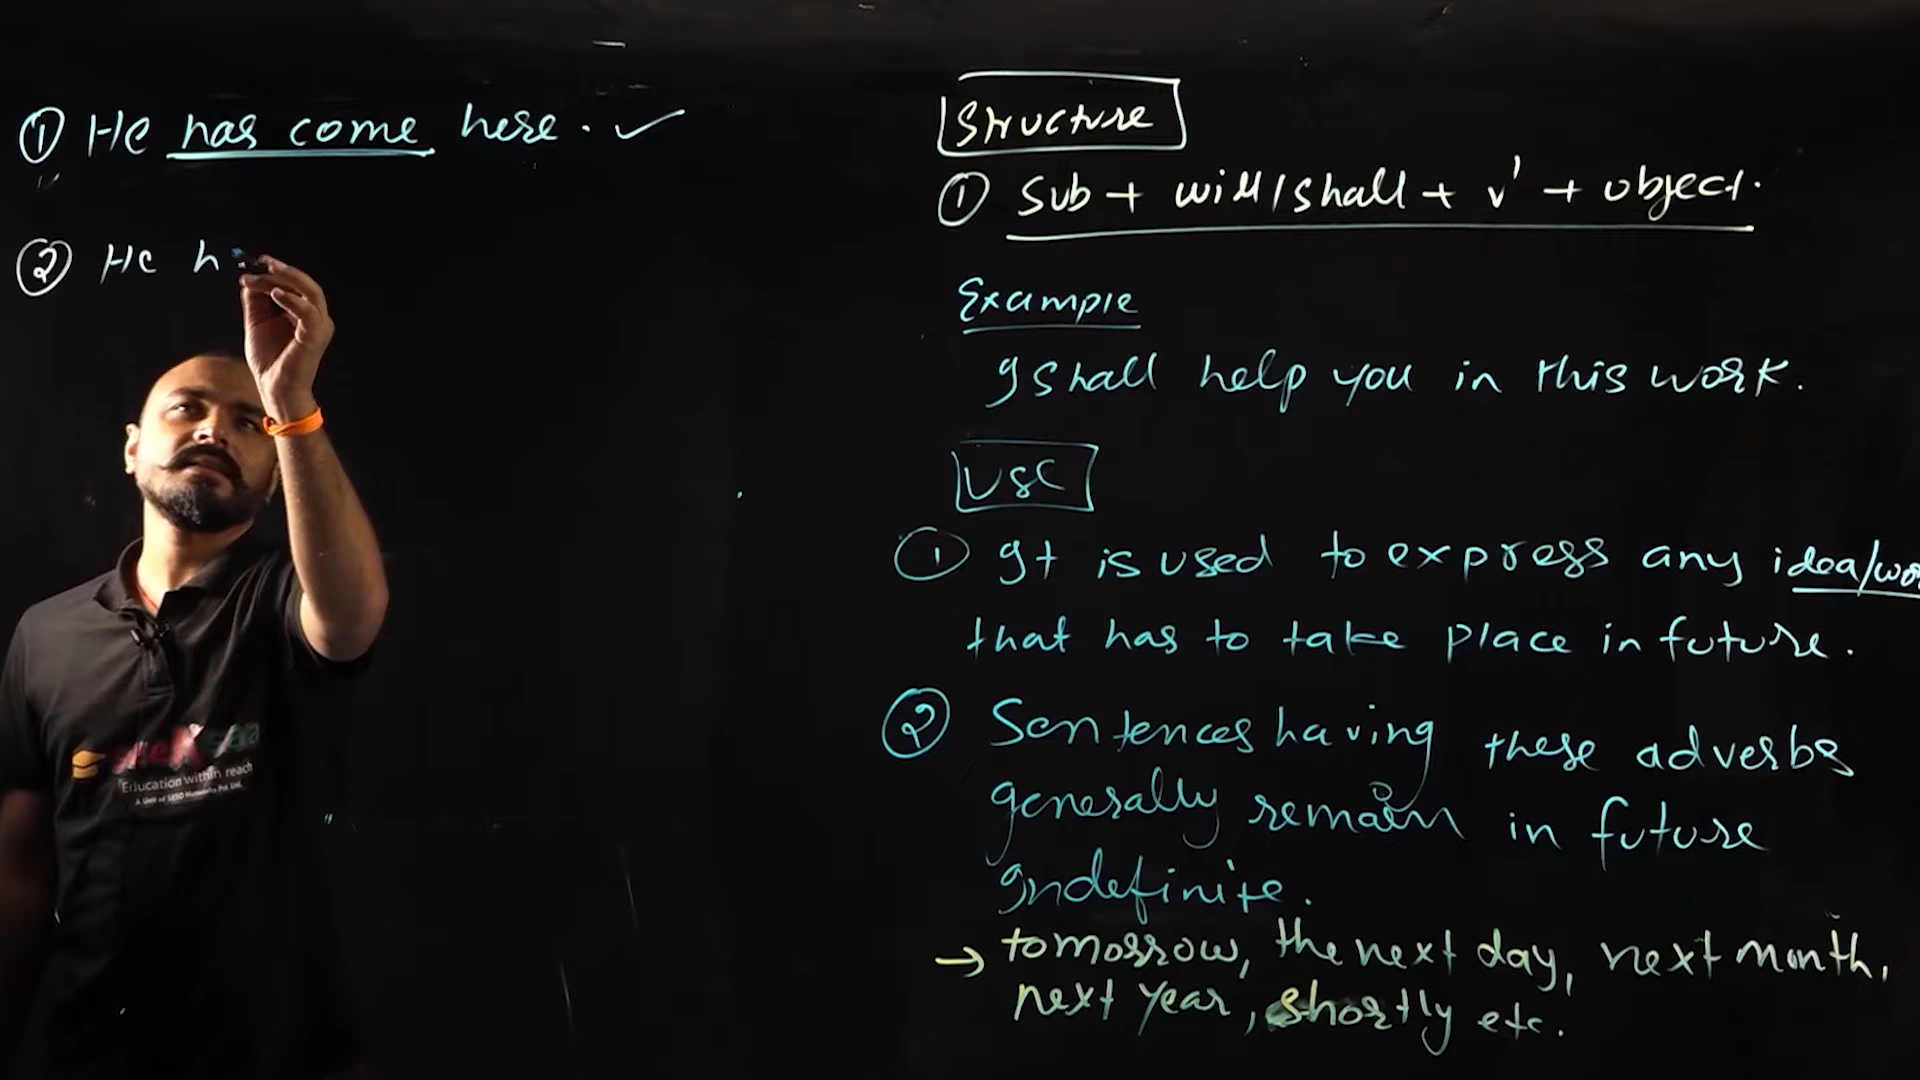 ① He has come here. ✓
② He h
Structure
① Sub + will/shall + v¹ + object.
Example
I shall help you in this work.
Use
① It is used to express any idea/wor
that has to take place in future.
② Sentences having these adverbs
generally remain in future
Indefinite.
→ tomorrow, the next day, next month,
next year, shortly etc.
Education within reach